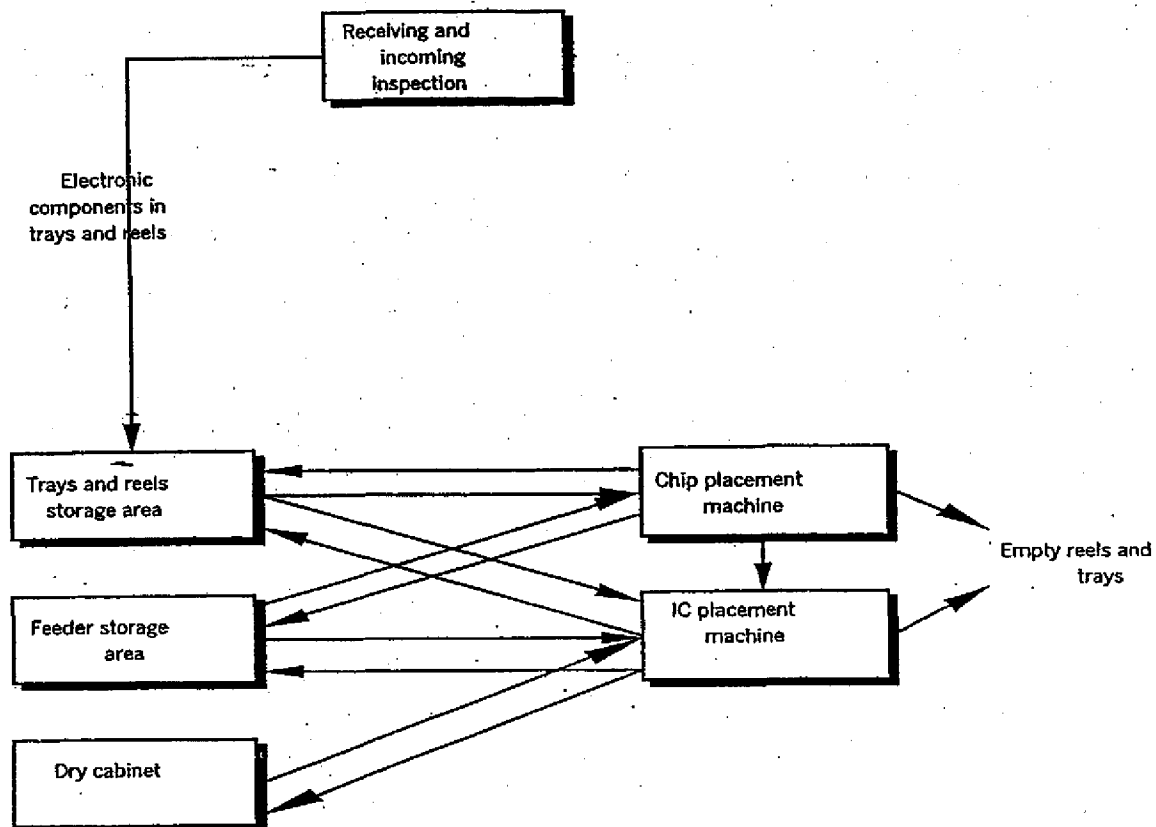 Receiving and
incoming
inspection
Electronic
components in
trays and reels
Trays and reels
storage area
Chip placement
machine
Empty reels and
trays
Feeder storage
area
IC placement
machine
Dry cabinet